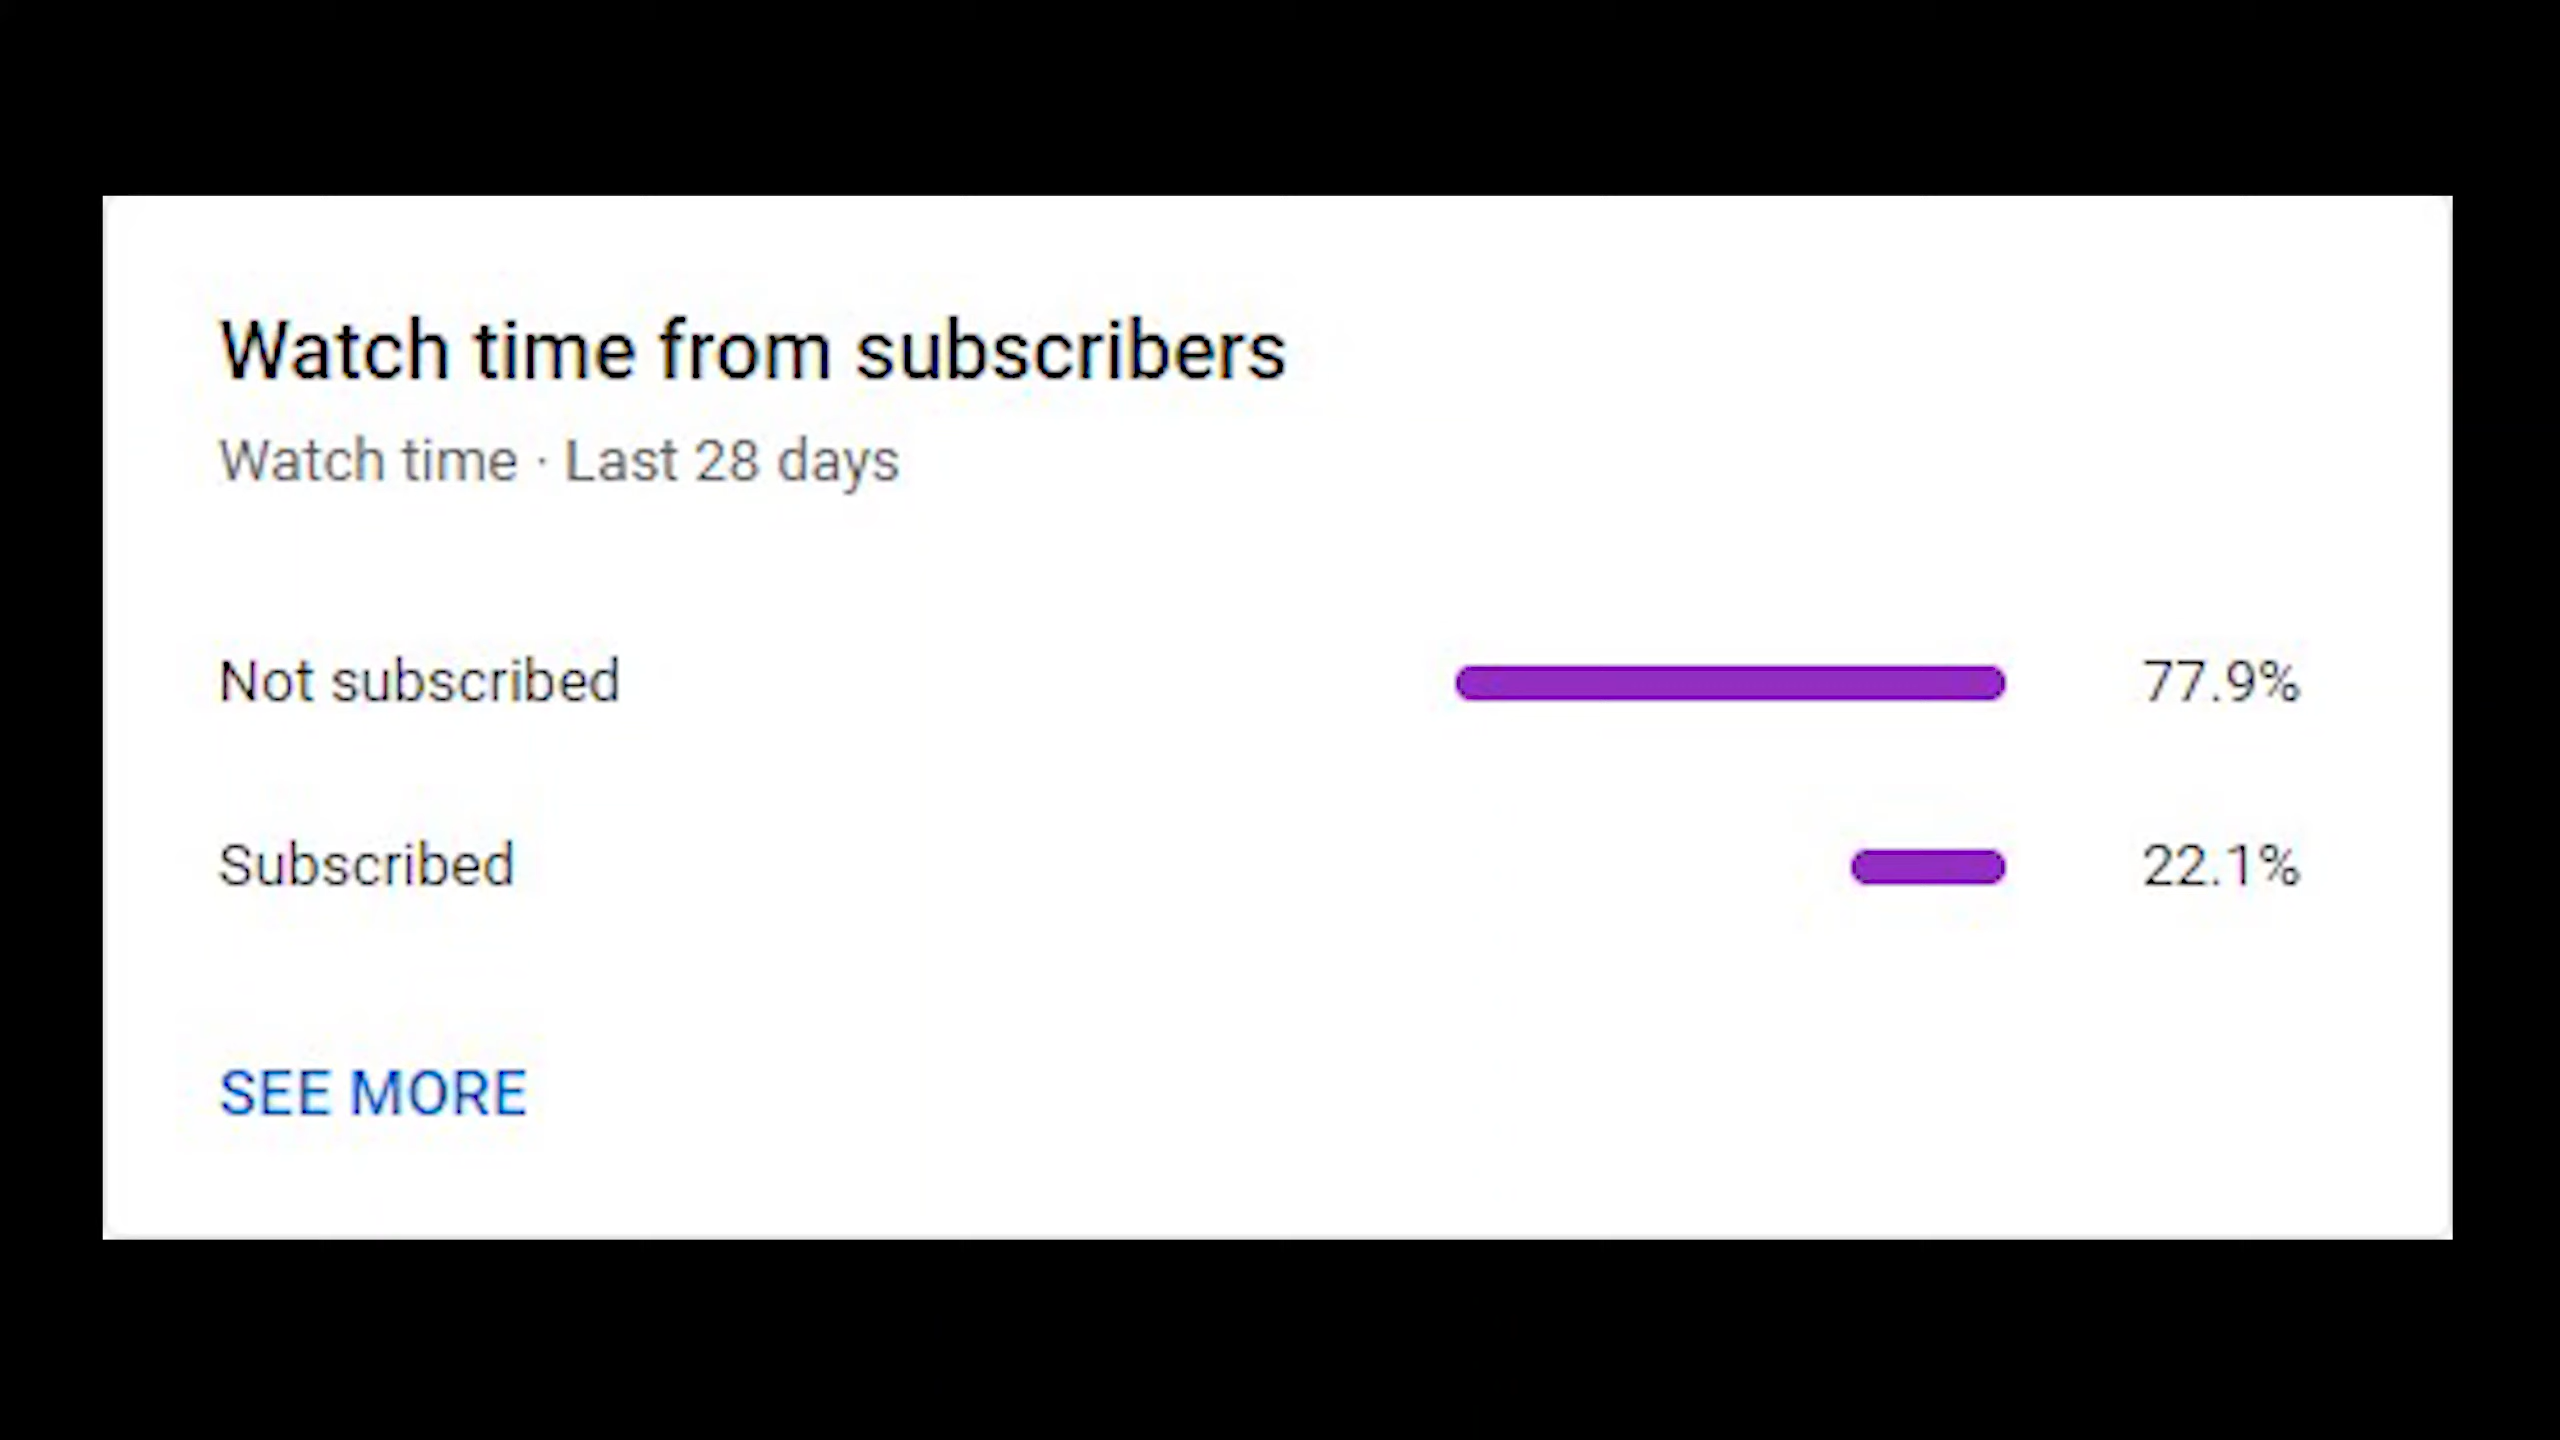 Watch time from subscribers
Watch time · Last 28 days
Not subscribed 77.9%
Subscribed 22.1%
SEE MORE